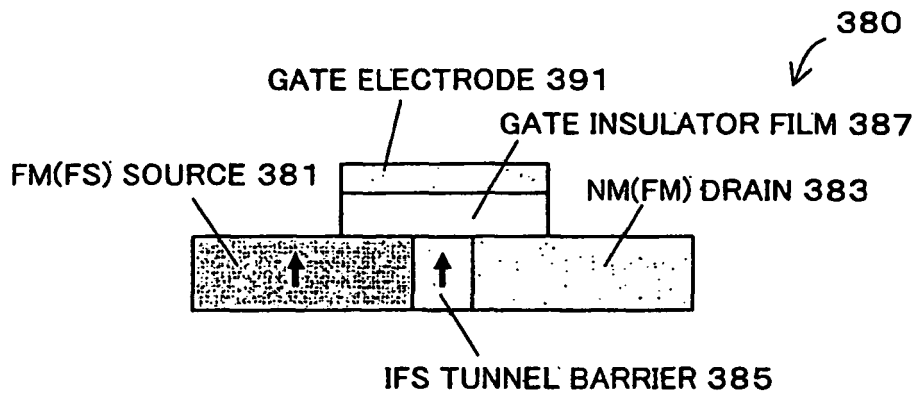 380
GATE ELECTRODE 391
GATE INSULATOR FILM 387
FM(FS) SOURCE 381
NM(FM) DRAIN 383
IFS TUNNEL BARRIER 385